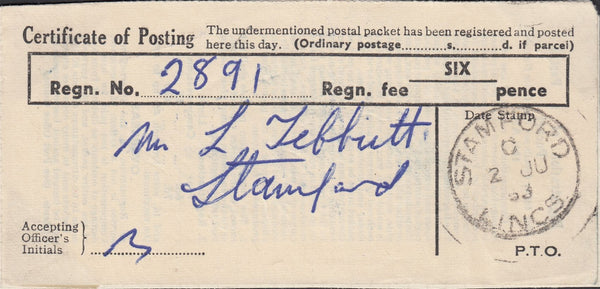 Certificate of Posting The undermentioned postal packet has been registered and posted
here this day. (Ordinary postage............s............d. if parcel)
Regn. No. 2891 Regn. fee SIX pence
Mr L Tebbutt
Stamford
Date Stamp
STAMFORD
C
2 JU
53
LINCS
Accepting
Officer's
Initials
P.T.O.